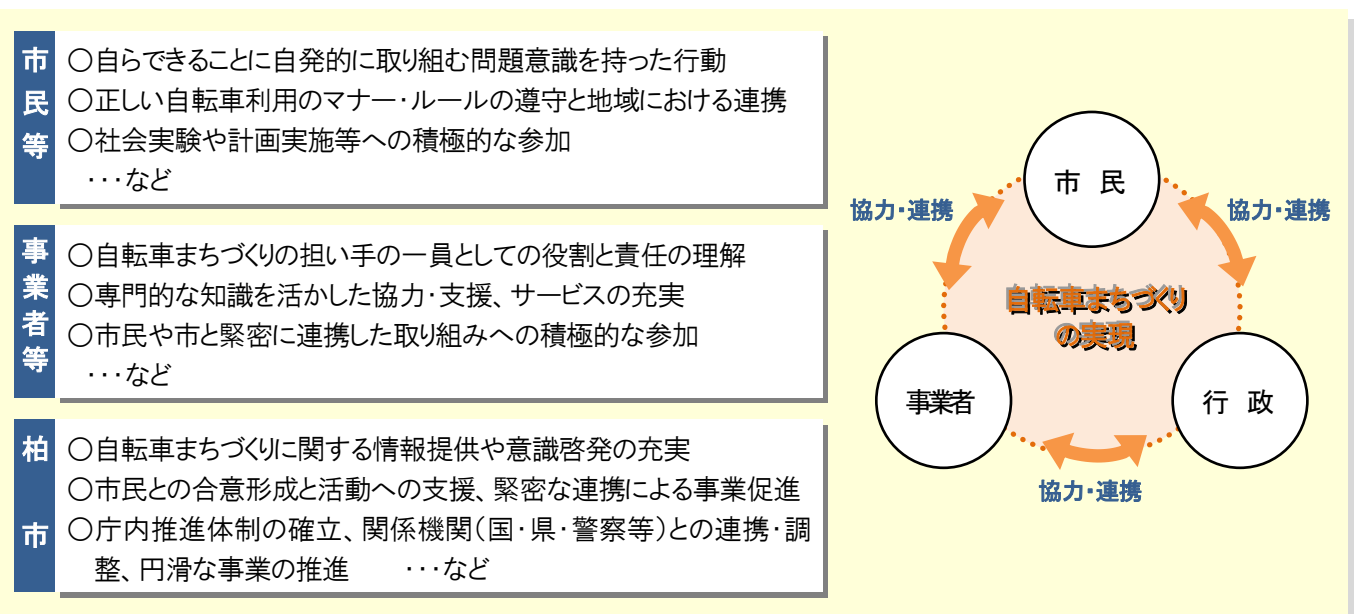 市民等
○自らできることに自発的に取り組む問題意識を持った行動
○正しい自転車利用のマナー・ルールの遵守と地域における連携
○社会実験や計画実施等への積極的な参加
・・・など
事業者等
○自転車まちづくりの担い手の一員としての役割と責任の理解
○専門的な知識を活かした協力・支援、サービスの充実
○市民や市と緊密に連携した取り組みへの積極的な参加
・・・など
柏市
○自転車まちづくりに関する情報提供や意識啓発の充実
○市民との合意形成と活動への支援、緊密な連携による事業促進
○庁内推進体制の確立、関係機関(国・県・警察等)との連携・調
整、円滑な事業の推進　　・・・など
市 民
協力・連携
協力・連携
自転車まちづくり
の実現
事業者
行 政
協力・連携